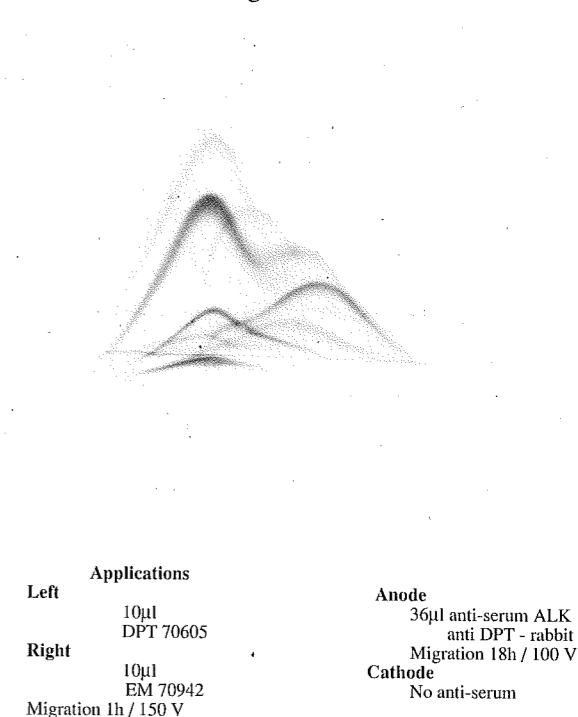 Applications
Left
10µl
DPT 70605
Right
10µl
EM 70942
Migration 1h / 150 V
Anode
36µl anti-serum ALK
anti DPT - rabbit
Migration 18h / 100 V
Cathode
No anti-serum